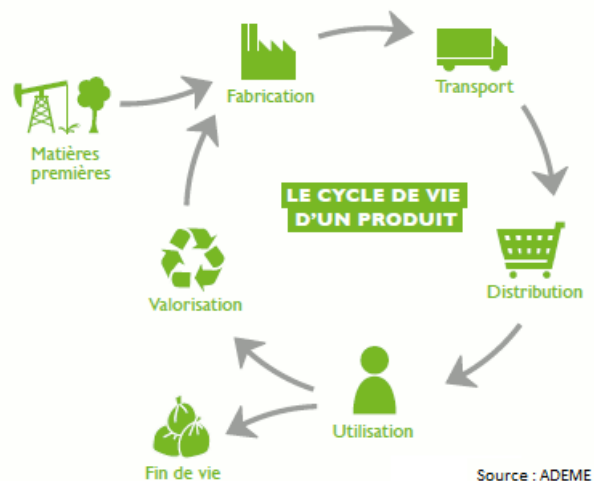 Fabrication
Transport
Matières
premières
LE CYCLE DE VIE
D'UN PRODUIT
Distribution
Valorisation
Utilisation
Fin de vie
Source : ADEME